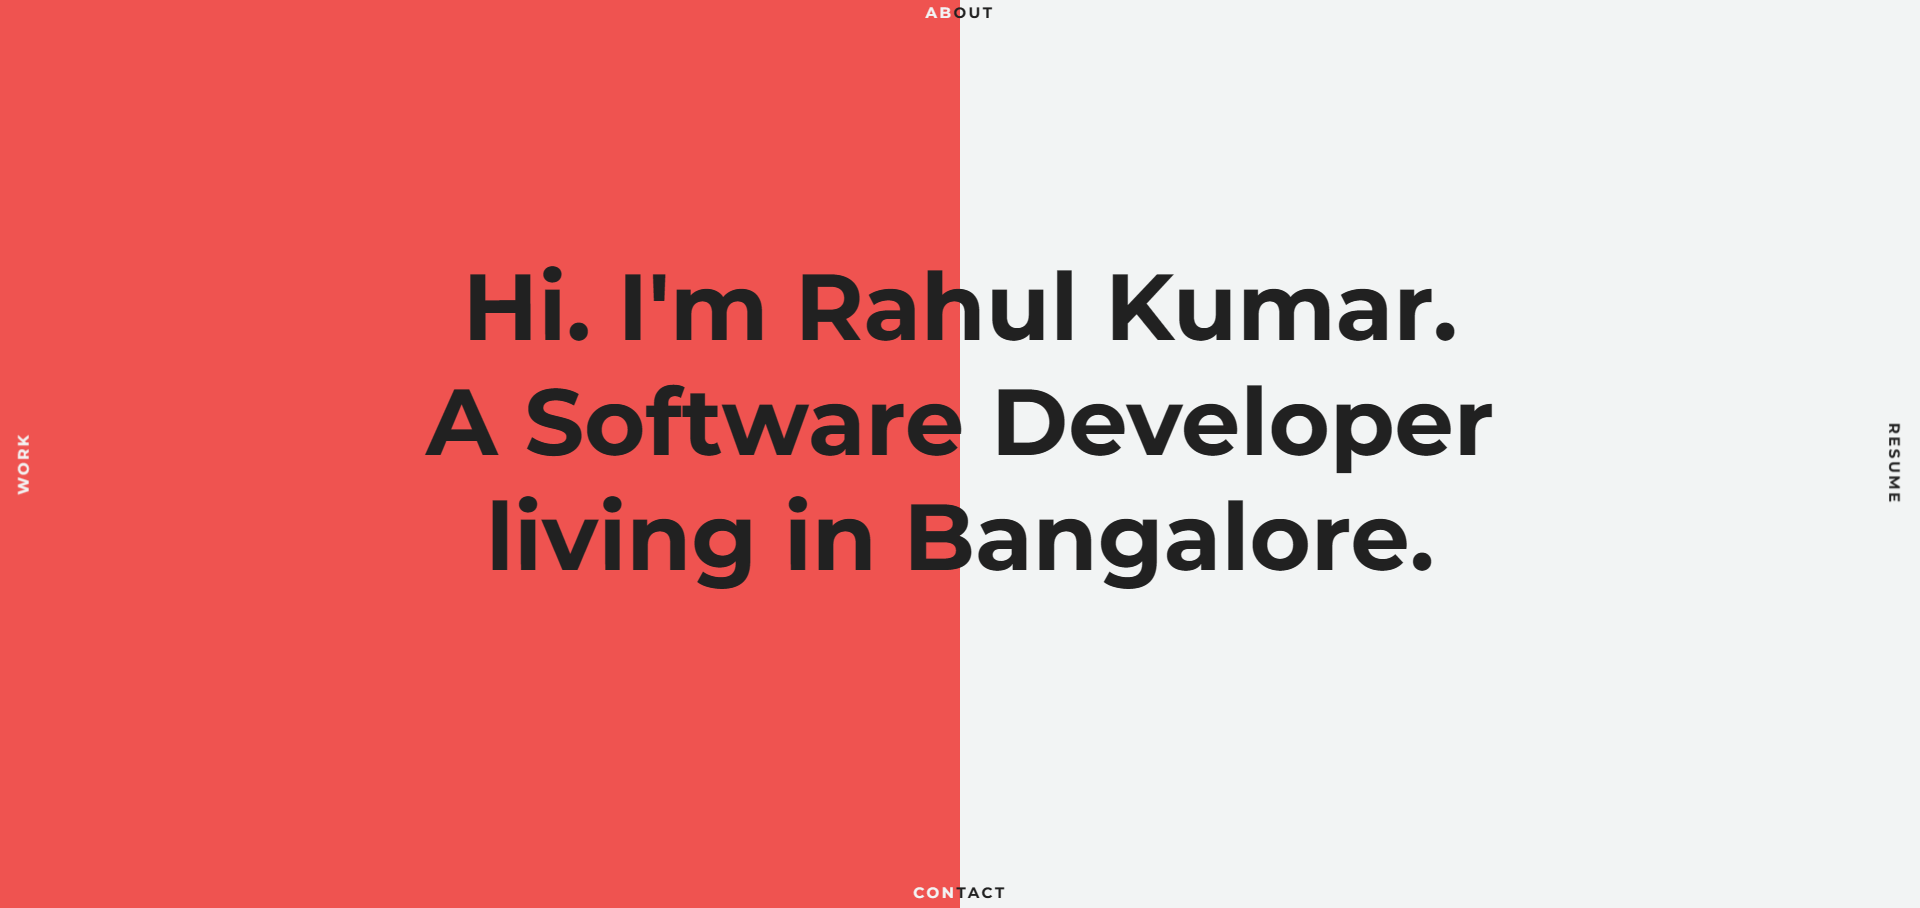 ABOUT
Hi. I'm Rahul Kumar.
A Software Developer
living in Bangalore.
WORK
RESUME
CONTACT